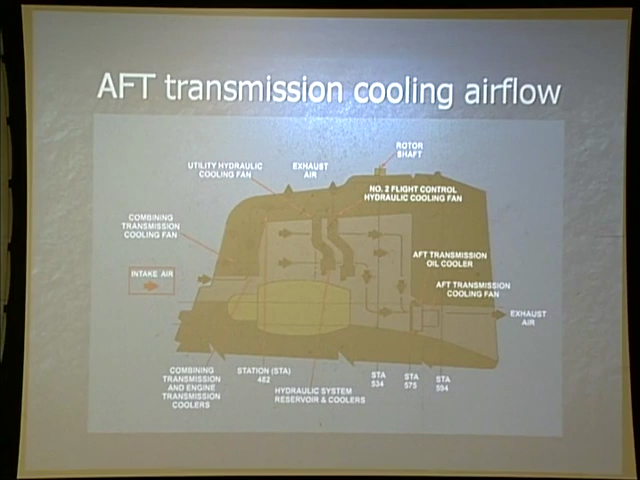 AFT transmission cooling airflow
ROTOR
SHAFT
UTILITY HYDRAULIC
COOLING FAN
EXHAUST
AIR
NO. 2 FLIGHT CONTROL
HYDRAULIC COOLING FAN
COMBINING
TRANSMISSION
COOLING FAN
AFT TRANSMISSION
OIL COOLER
INTAKE AIR
AFT TRANSMISSION
COOLING FAN
EXHAUST
AIR
COMBINING
TRANSMISSION
AND ENGINE
TRANSMISSION
COOLERS
STATION (STA)
482
HYDRAULIC SYSTEM
RESERVOIR & COOLERS
STA
534
STA
575
STA
594